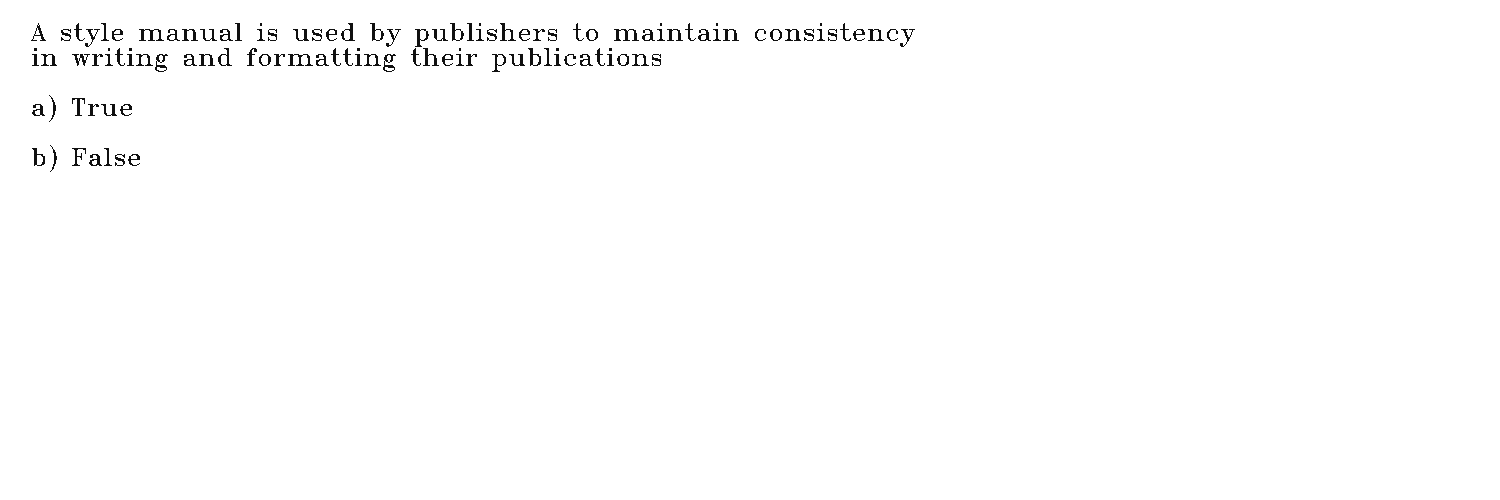 A style manual is used by publishers to maintain consistency
in writing and formatting their publications
a) True
b) False